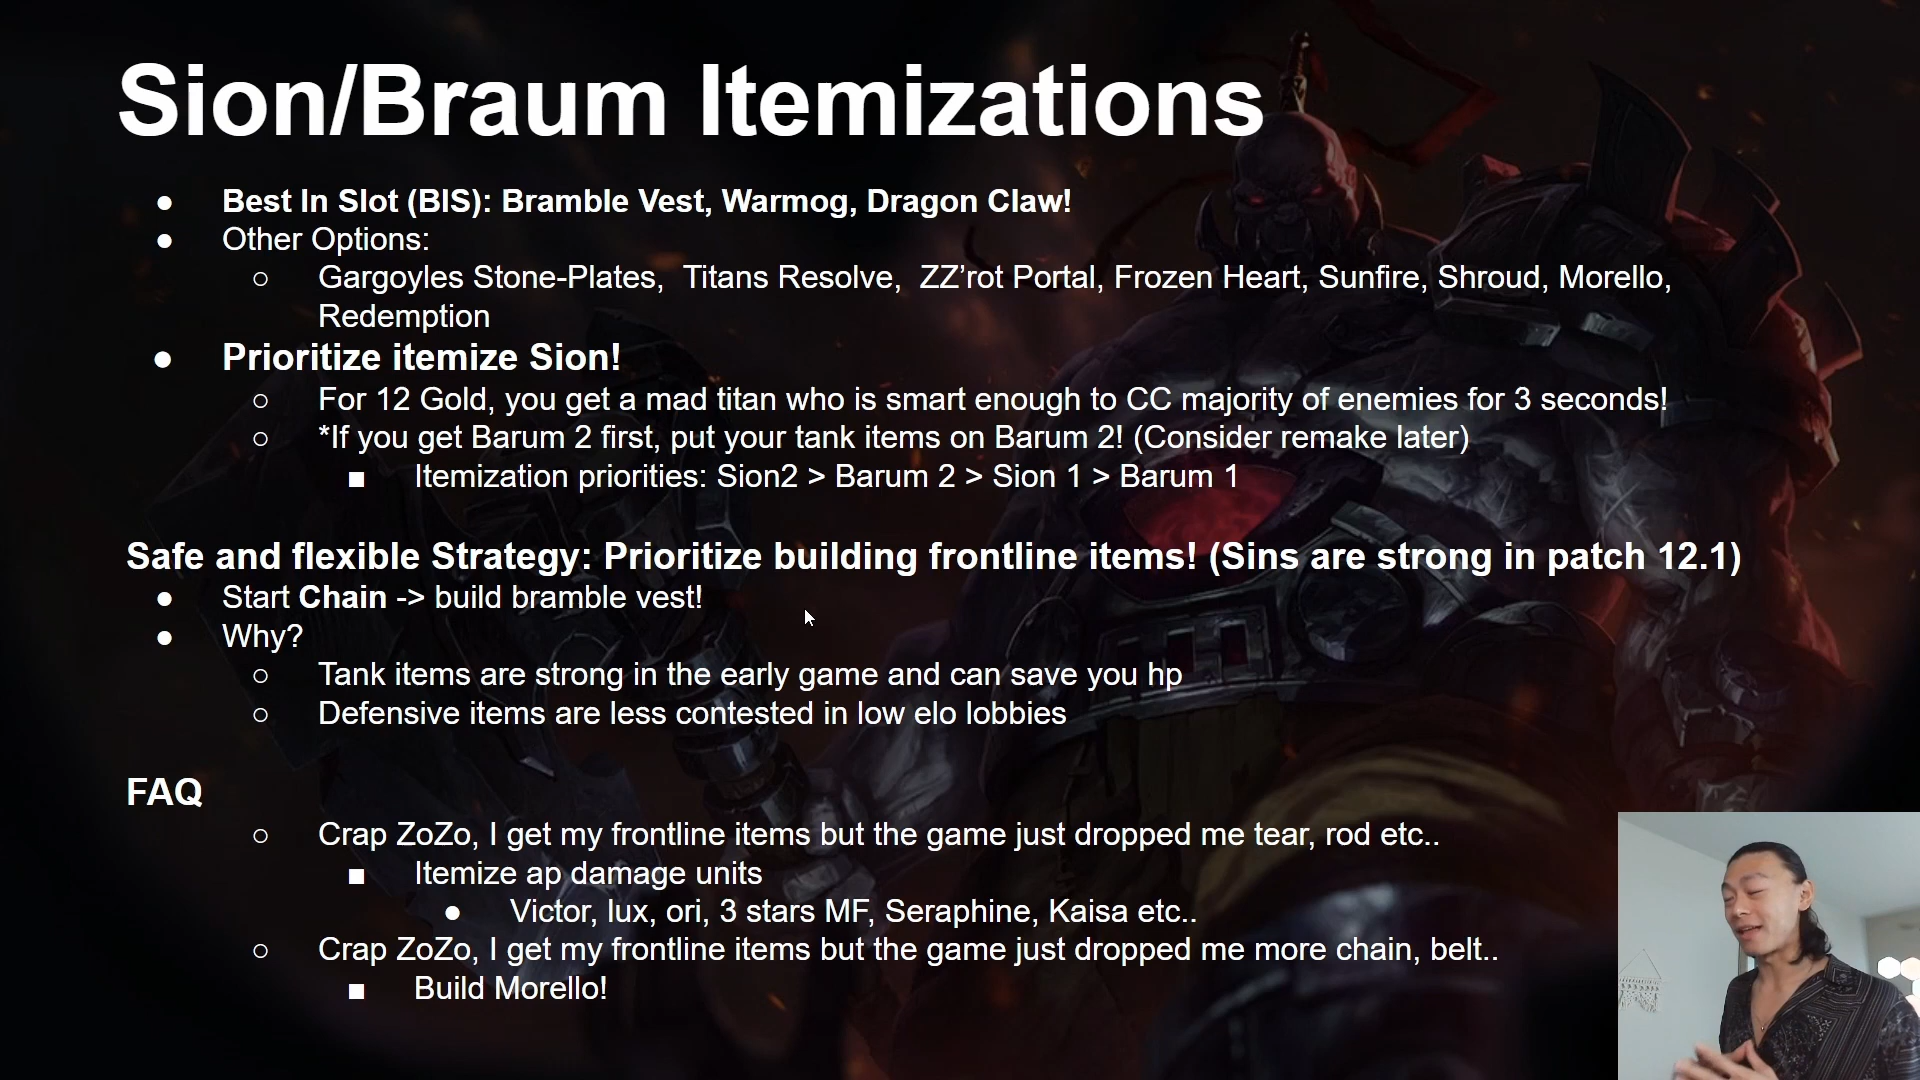 Sion/Braum Itemizations
● Best In Slot (BIS): Bramble Vest, Warmog, Dragon Claw!
● Other Options:
○ Gargoyles Stone-Plates, Titans Resolve, ZZ’rot Portal, Frozen Heart, Sunfire, Shroud, Morello,
Redemption
● Prioritize itemize Sion!
○ For 12 Gold, you get a mad titan who is smart enough to CC majority of enemies for 3 seconds!
○ *If you get Barum 2 first, put your tank items on Barum 2! (Consider remake later)
■ Itemization priorities: Sion2 > Barum 2 > Sion 1 > Barum 1
Safe and flexible Strategy: Prioritize building frontline items! (Sins are strong in patch 12.1)
● Start Chain -> build bramble vest!
● Why?
○ Tank items are strong in the early game and can save you hp
○ Defensive items are less contested in low elo lobbies
FAQ
○ Crap ZoZo, I get my frontline items but the game just dropped me tear, rod etc..
■ Itemize ap damage units
● Victor, lux, ori, 3 stars MF, Seraphine, Kaisa etc..
○ Crap ZoZo, I get my frontline items but the game just dropped me more chain, belt..
■ Build Morello!